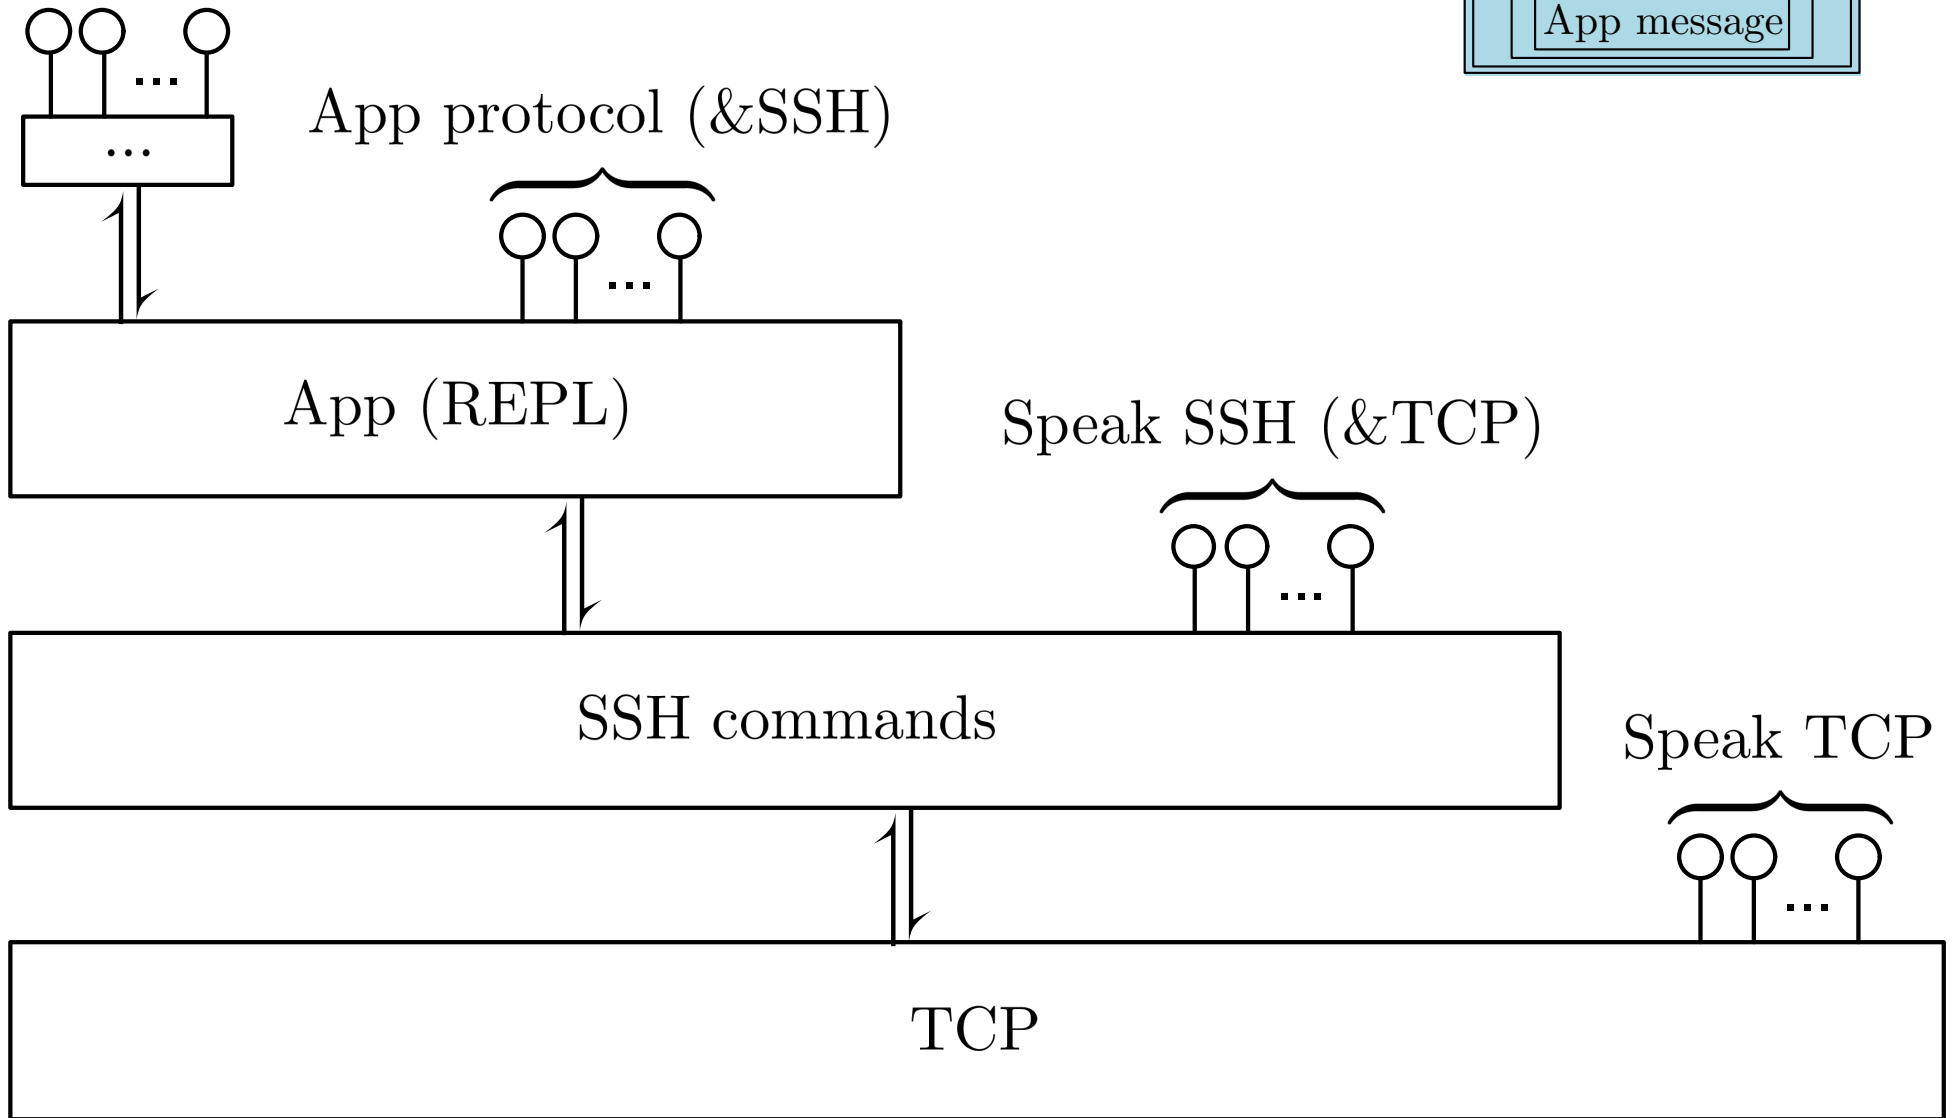 App message
...
App protocol (&SSH)
...
...
App (REPL)
Speak SSH (&TCP)
...
SSH commands
Speak TCP
...
TCP